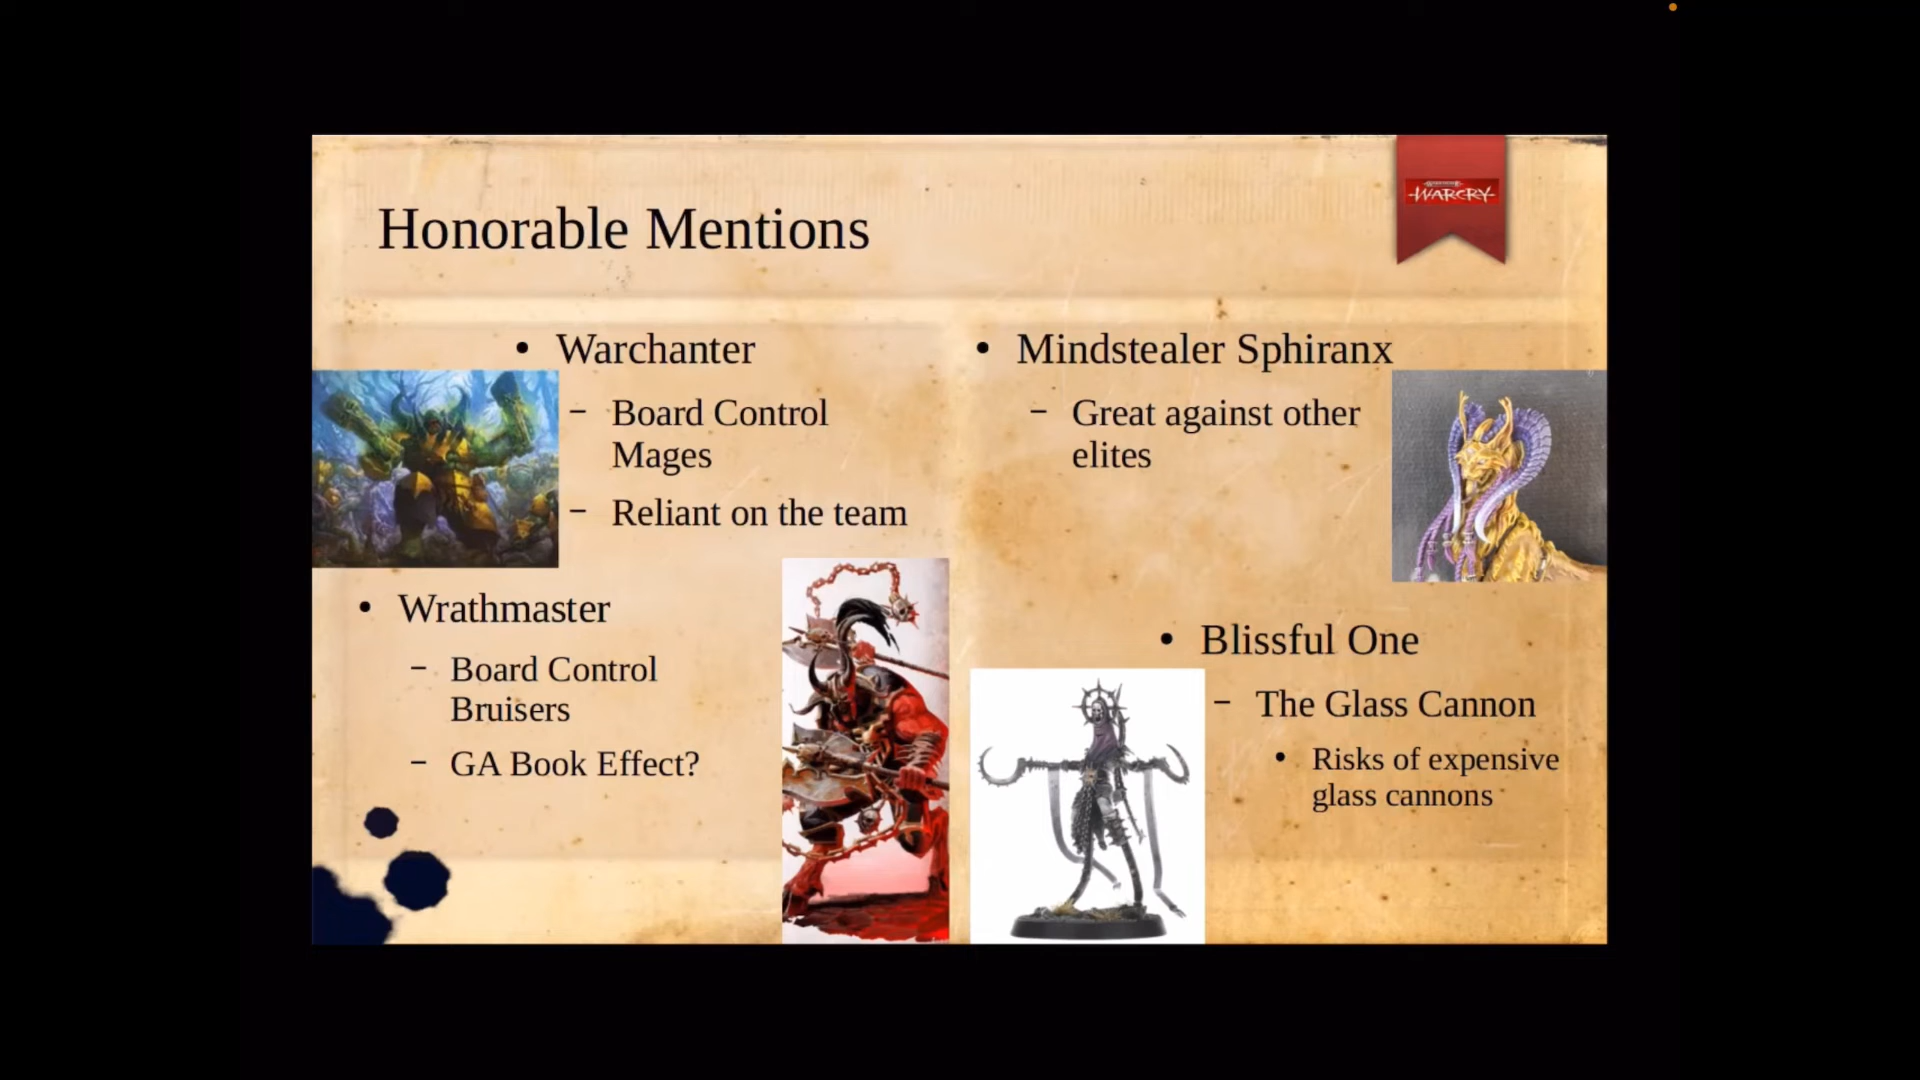 Honorable Mentions
WARCRY
• Warchanter
– Board Control
Mages
– Reliant on the team
• Wrathmaster
– Board Control
Bruisers
– GA Book Effect?
• Mindstealer Sphiranx
– Great against other
elites
• Blissful One
– The Glass Cannon
• Risks of expensive
glass cannons